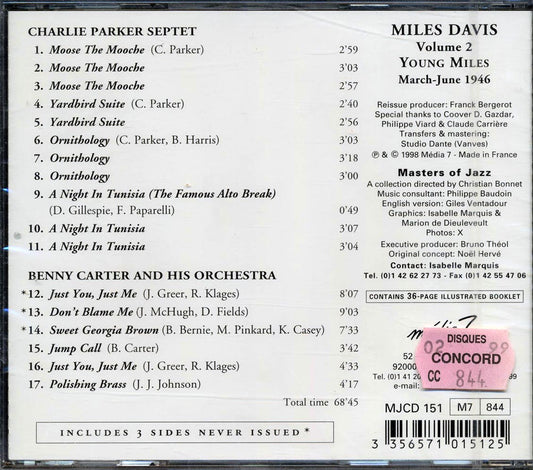 CHARLIE PARKER SEPTET
1. Moose The Mooche (C. Parker) 2'59
2. Moose The Mooche 3'03
3. Moose The Mooche 2'57
4. Yardbird Suite (C. Parker) 2'40
5. Yardbird Suite 2'56
6. Ornithology (C. Parker, B. Harris) 3'03
7. Ornithology 3'18
8. Ornithology 3'00
9. A Night In Tunisia (The Famous Alto Break)
(D. Gillespie, F. Paparelli) 0'49
10. A Night In Tunisia 3'07
11. A Night In Tunisia 3'04
BENNY CARTER AND HIS ORCHESTRA
*12. Just You, Just Me (J. Greer, R. Klages) 8'07
*13. Don't Blame Me (J. McHugh, D. Fields) 9'03
*14. Sweet Georgia Brown (B. Bernie, M. Pinkard, K. Casey) 7'33
15. Jump Call (B. Carter) 3'42
16. Just You, Just Me (J. Greer, R. Klages) 4'33
17. Polishing Brass (J. J. Johnson) 4'17
Total time 68'45
INCLUDES 3 SIDES NEVER ISSUED *
MILES DAVIS
Volume 2
YOUNG MILES
March-June 1946
Reissue producer: Franck Bergerot
Special thanks to Coover D. Gazdar,
Philippe Viard & Claude Carrière
Transfers & mastering:
Studio Dante (Vanves)
℗ & © 1998 Média 7 - Made in France
Masters of Jazz
A collection directed by Christian Bonnet
Music consultant: Philippe Baudoin
English version: Giles Ventadour
Graphics: Isabelle Marquis &
Marion de Dieuleveult
Photos: X
Executive producer: Bruno Théol
Original concept: Noël Hervé
Contact: Isabelle Marquis
Tel. (0)1 42 62 27 73 - Fax (0)1 42 55 47 06
CONTAINS 36-PAGE ILLUSTRATED BOOKLET
52
9200
Tel. (0)1 41 20
e-mail:
DISQUES
02 99
CONCORD
CC 844
MJCD 151 M7 844
3 356571 015125